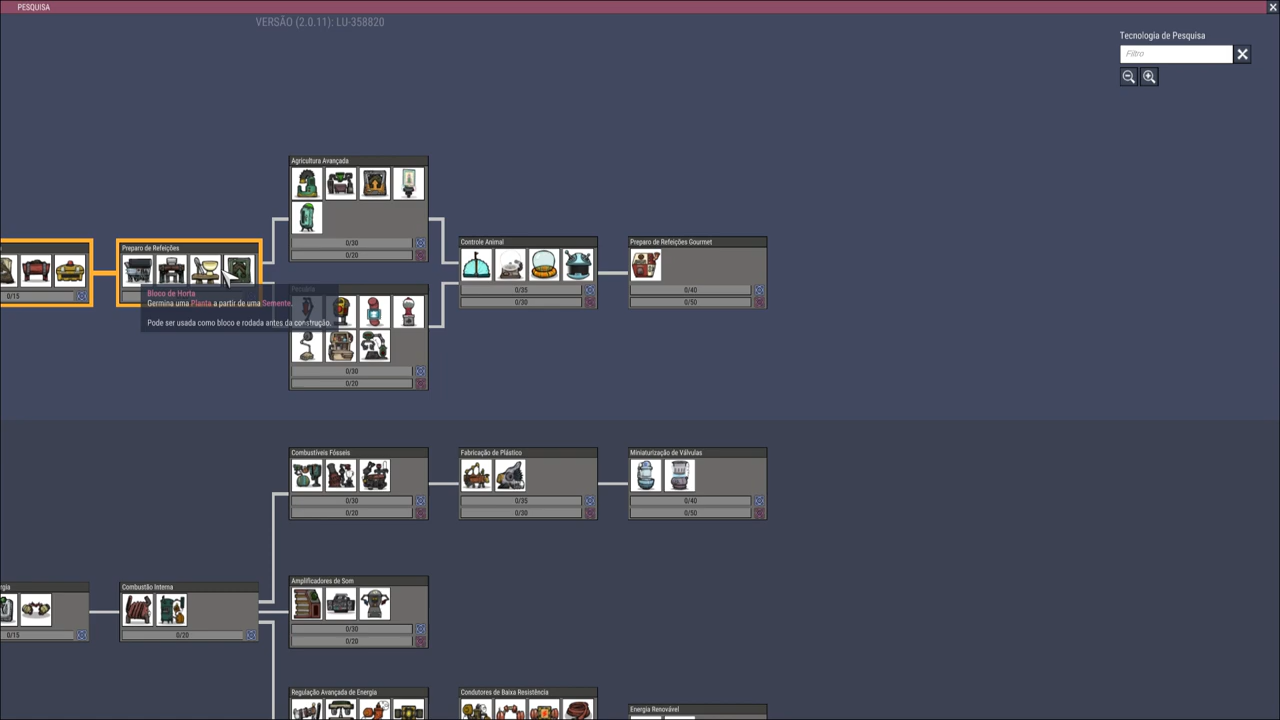 PESQUISA
VERSÃO (2.0.11): LU-358820
Tecnologia de Pesquisa
Filtro
Agricultura Avançada
0/30
0/20
Preparo de Refeições
0/15
Controle Animal
0/35
0/30
Preparo de Refeições Gourmet
0/40
0/50
Bloco de Horta
Germina uma Planta a partir de uma Semente.
Pode ser usada como bloco e rodada antes da construção.
0/30
0/20
Combustíveis Fósseis
0/30
0/20
Fabricação de Plástico
0/35
0/30
Miniaturização de Válvulas
0/40
0/50
rgia
0/15
Combustão Interna
0/20
Amplificadores de Som
0/30
0/20
Regulação Avançada de Energia
Condutores de Baixa Resistência
Energia Renovável